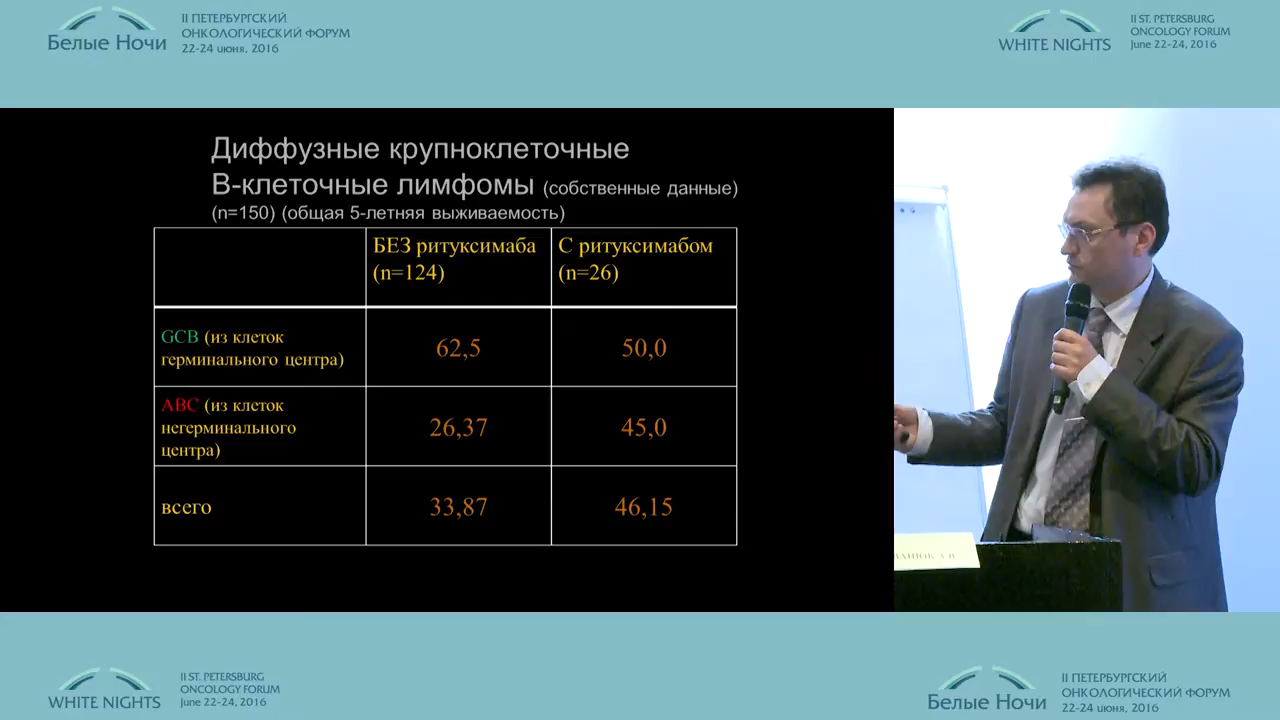 Белые Ночи
II ПЕТЕРБУРГСКИЙ
ОНКОЛОГИЧЕСКИЙ ФОРУМ
22-24 июня, 2016
WHITE NIGHTS
II ST. PETERSBURG
ONCOLOGY FORUM
June 22-24, 2016
Диффузные крупноклеточные
В-клеточные лимфомы (собственные данные)
(n=150) (общая 5-летняя выживаемость)
БЕЗ ритуксимаба
(n=124)
С ритуксимабом
(n=26)
GCB (из клеток
герминального центра)
62,5
50,0
ABC (из клеток
негерминального
центра)
26,37
45,0
всего
33,87
46,15
WHITE NIGHTS
II ST. PETERSBURG
ONCOLOGY FORUM
June 22-24, 2016
Белые Ночи
II ПЕТЕРБУРГСКИЙ
ОНКОЛОГИЧЕСКИЙ ФОРУМ
22-24 июня, 2016